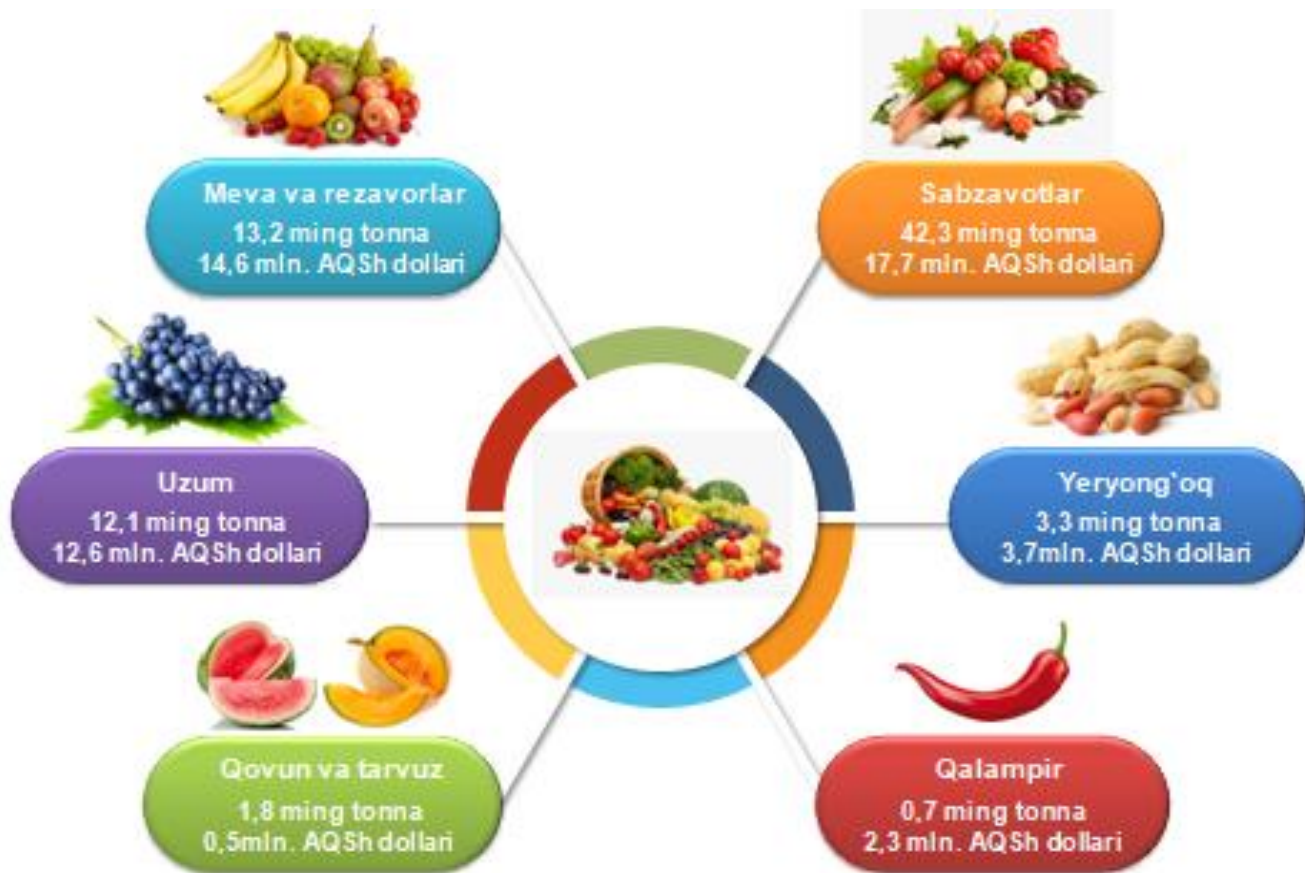 Meva va rezavorlar
13,2 ming tonna
14,6 mln. AQSh dollari
Sabzavotlar
42,3 ming tonna
17,7 mln. AQSh dollari
Uzum
12,1 ming tonna
12,6 mln. AQSh dollari
Yeryong'oq
3,3 ming tonna
3,7mln. AQSh dollari
Qovun va tarvuz
1,8 ming tonna
0,5mln. AQSh dollari
Qalampir
0,7 ming tonna
2,3 mln. AQSh dollari